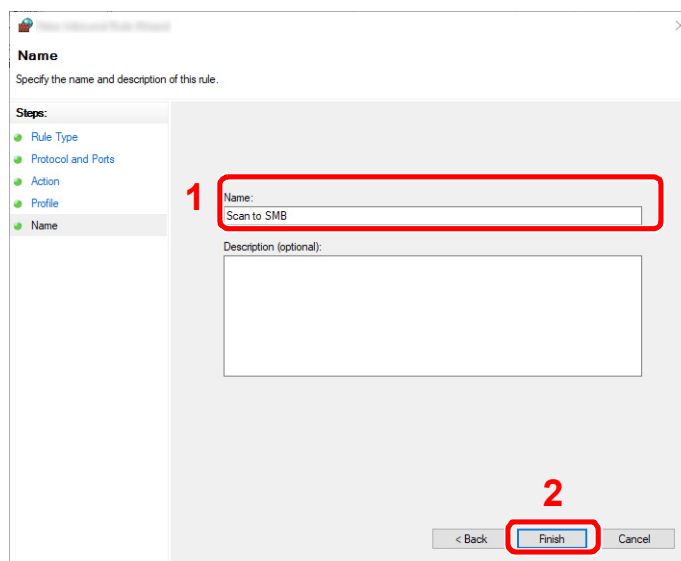 Name
Specify the name and description of this rule.
Steps:
Rule Type
Protocol and Ports
Action
Profile
Name
1
Name:
Scan to SMB
Description (optional):
2
< Back
Finish
Cancel